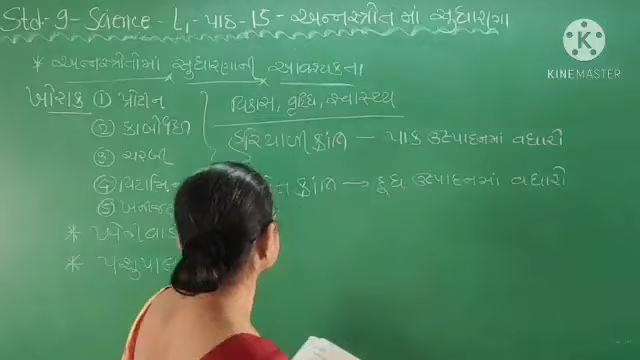 Std-9-Science-L, -પાઠ-15-અન્નસ્ત્રોતમાં સુધારણા
* અન્નસ્ત્રોતોમાં સુધારણાની આવશ્યકતા
ખોરાક ① પ્રોટીન
② કાર્બોદિત
③ ચરબી
④ વિટામિન
⑤ ખનીજ
વિકાસ, વૃદ્ધિ, સ્વાસ્થ્ય
હરિયાળી ક્રાંતિ - પાક ઉત્પાદનમાં વધારો
ક્રાંતિ → દૂધ ઉત્પાદનમાં વધારો
KINEMASTER